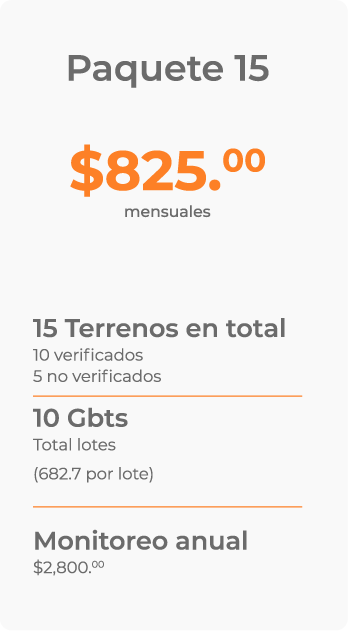 Paquete 15
$825.00
mensuales
15 Terrenos en total
10 verificados
5 no verificados
10 Gbts
Total lotes
(682.7 por lote)
Monitoreo anual
$2,800.00